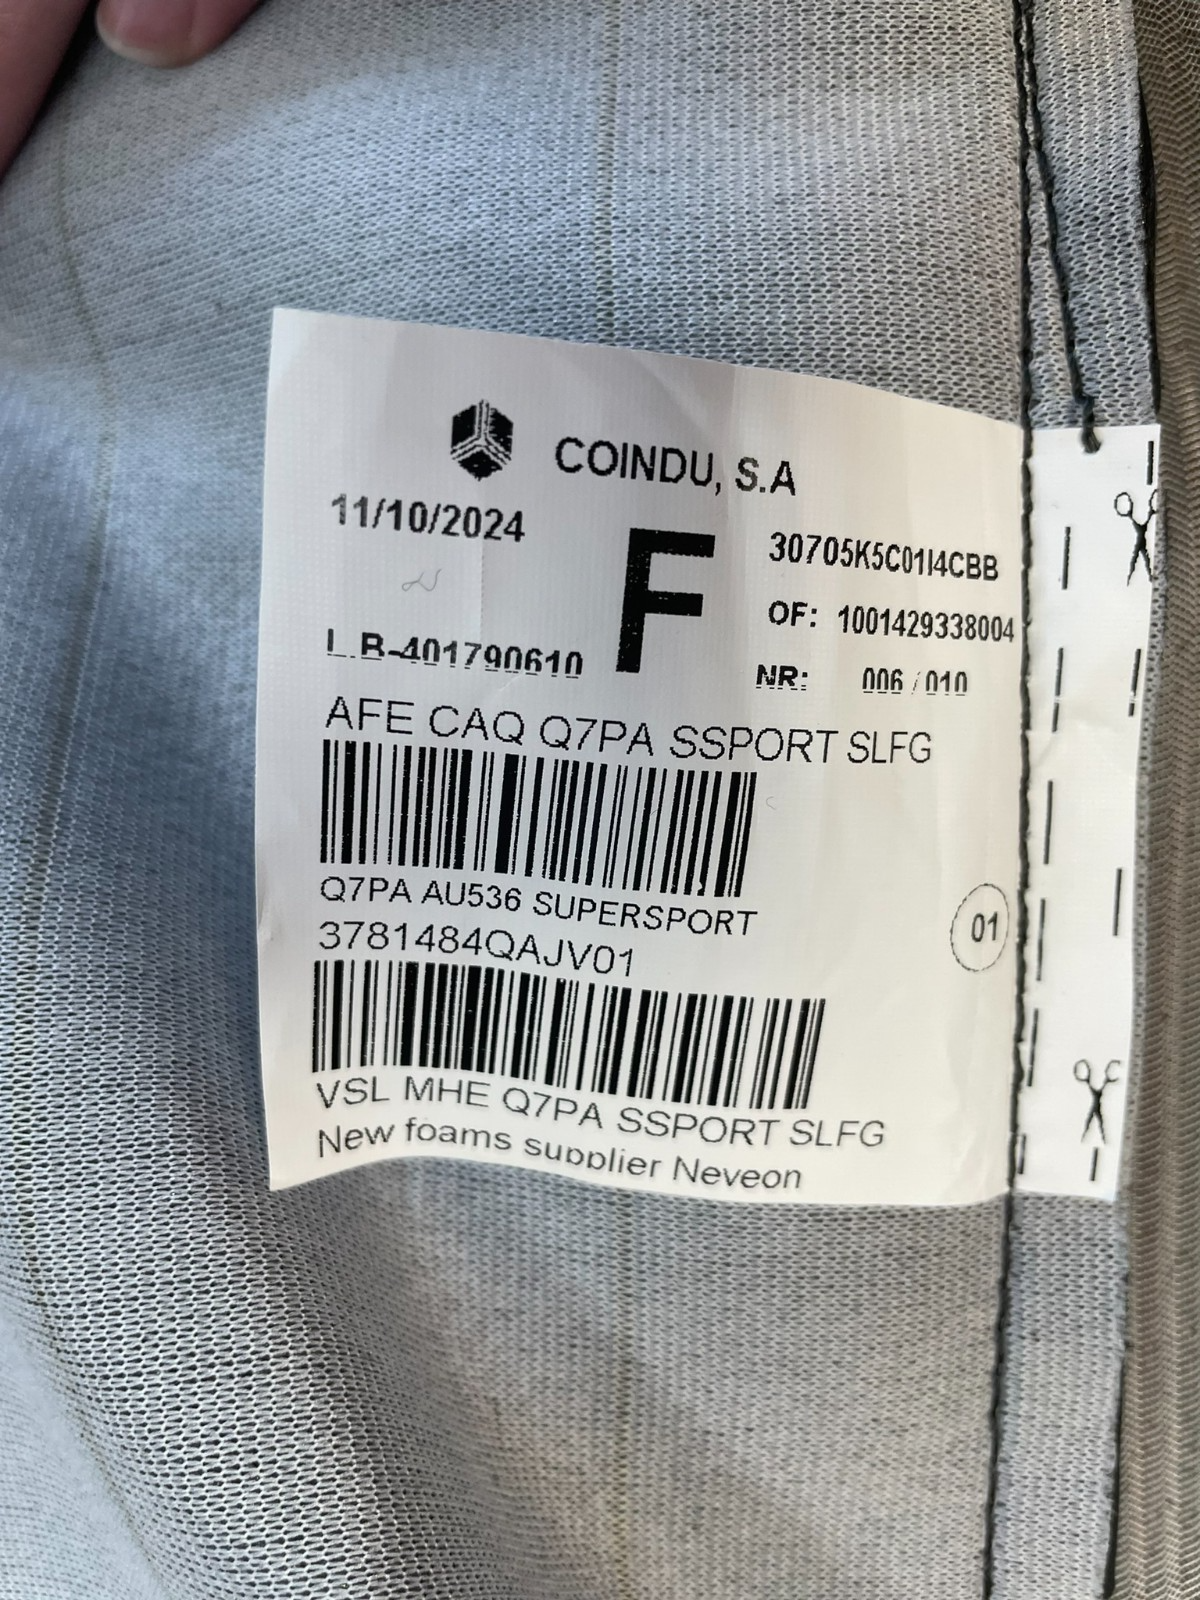 COINDU, S.A
11/10/2024
F
30705K5C01I4CBB
OF: 1001429338004
L.B-401790610
NR: 006 / 010
AFE CAQ Q7PA SSPORT SLFG
Q7PA AU536 SUPERSPORT
3781484QAJV01
01
VSL MHE Q7PA SSPORT SLFG
New foams supplier Neveon